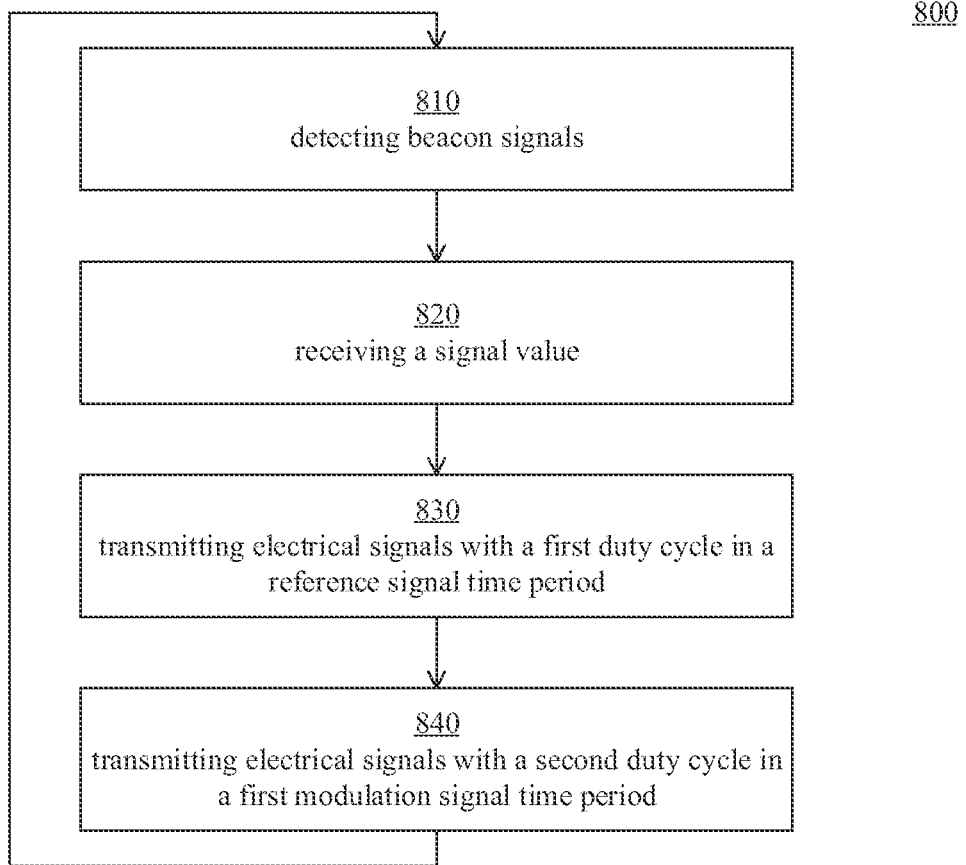 800
810
detecting beacon signals
820
receiving a signal value
830
transmitting electrical signals with a first duty cycle in a
reference signal time period
840
transmitting electrical signals with a second duty cycle in
a first modulation signal time period